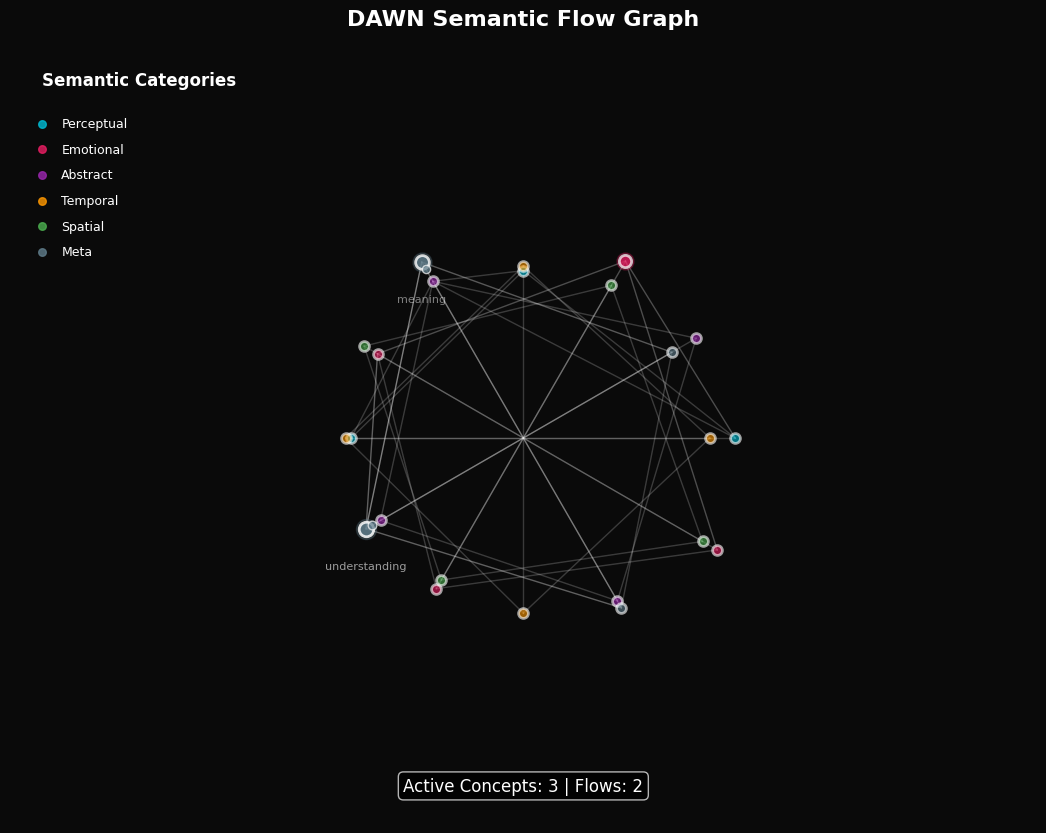 DAWN Semantic Flow Graph
Semantic Categories
Perceptual
Emotional
Abstract
Temporal
Spatial
Meta
meaning
understanding
Active Concepts: 3 | Flows: 2